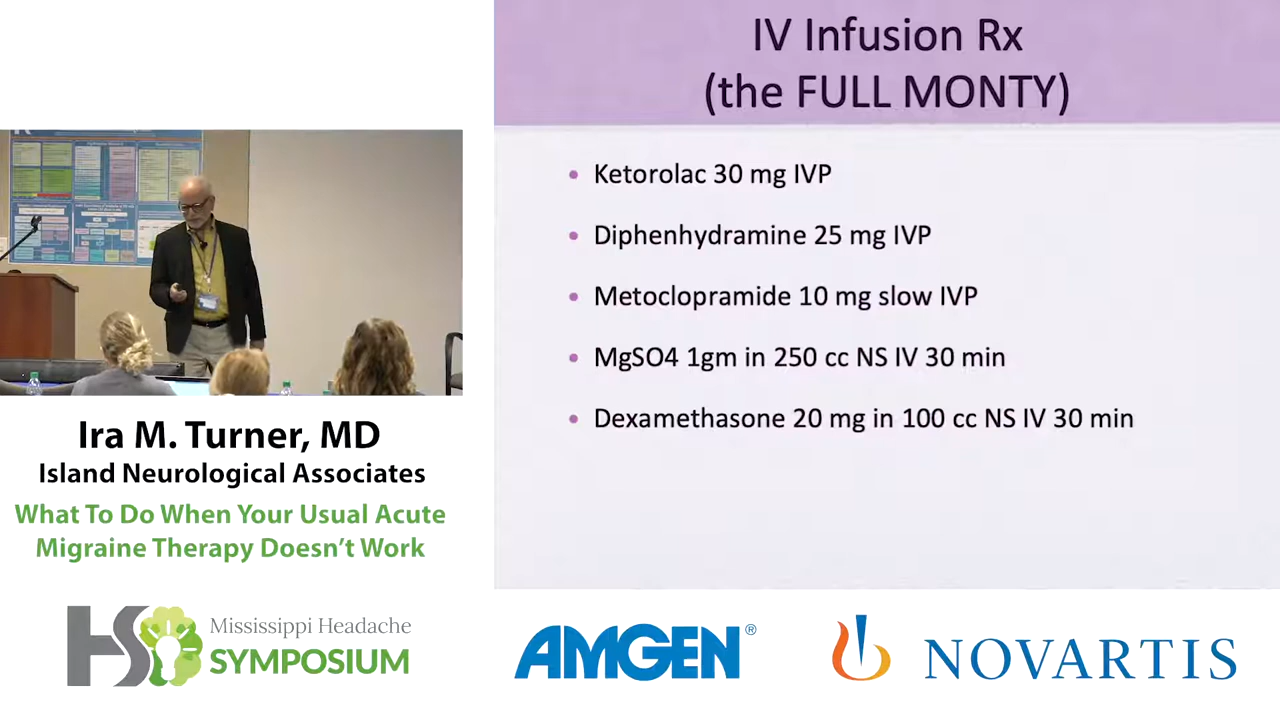 IV Infusion Rx
(the FULL MONTY)
• Ketorolac 30 mg IVP
• Diphenhydramine 25 mg IVP
• Metoclopramide 10 mg slow IVP
• MgSO4 1gm in 250 cc NS IV 30 min
• Dexamethasone 20 mg in 100 cc NS IV 30 min
Ira M. Turner, MD
Island Neurological Associates
What To Do When Your Usual Acute
Migraine Therapy Doesn't Work
HS
Mississippi Headache
SYMPOSIUM
AMGEN®
NOVARTIS